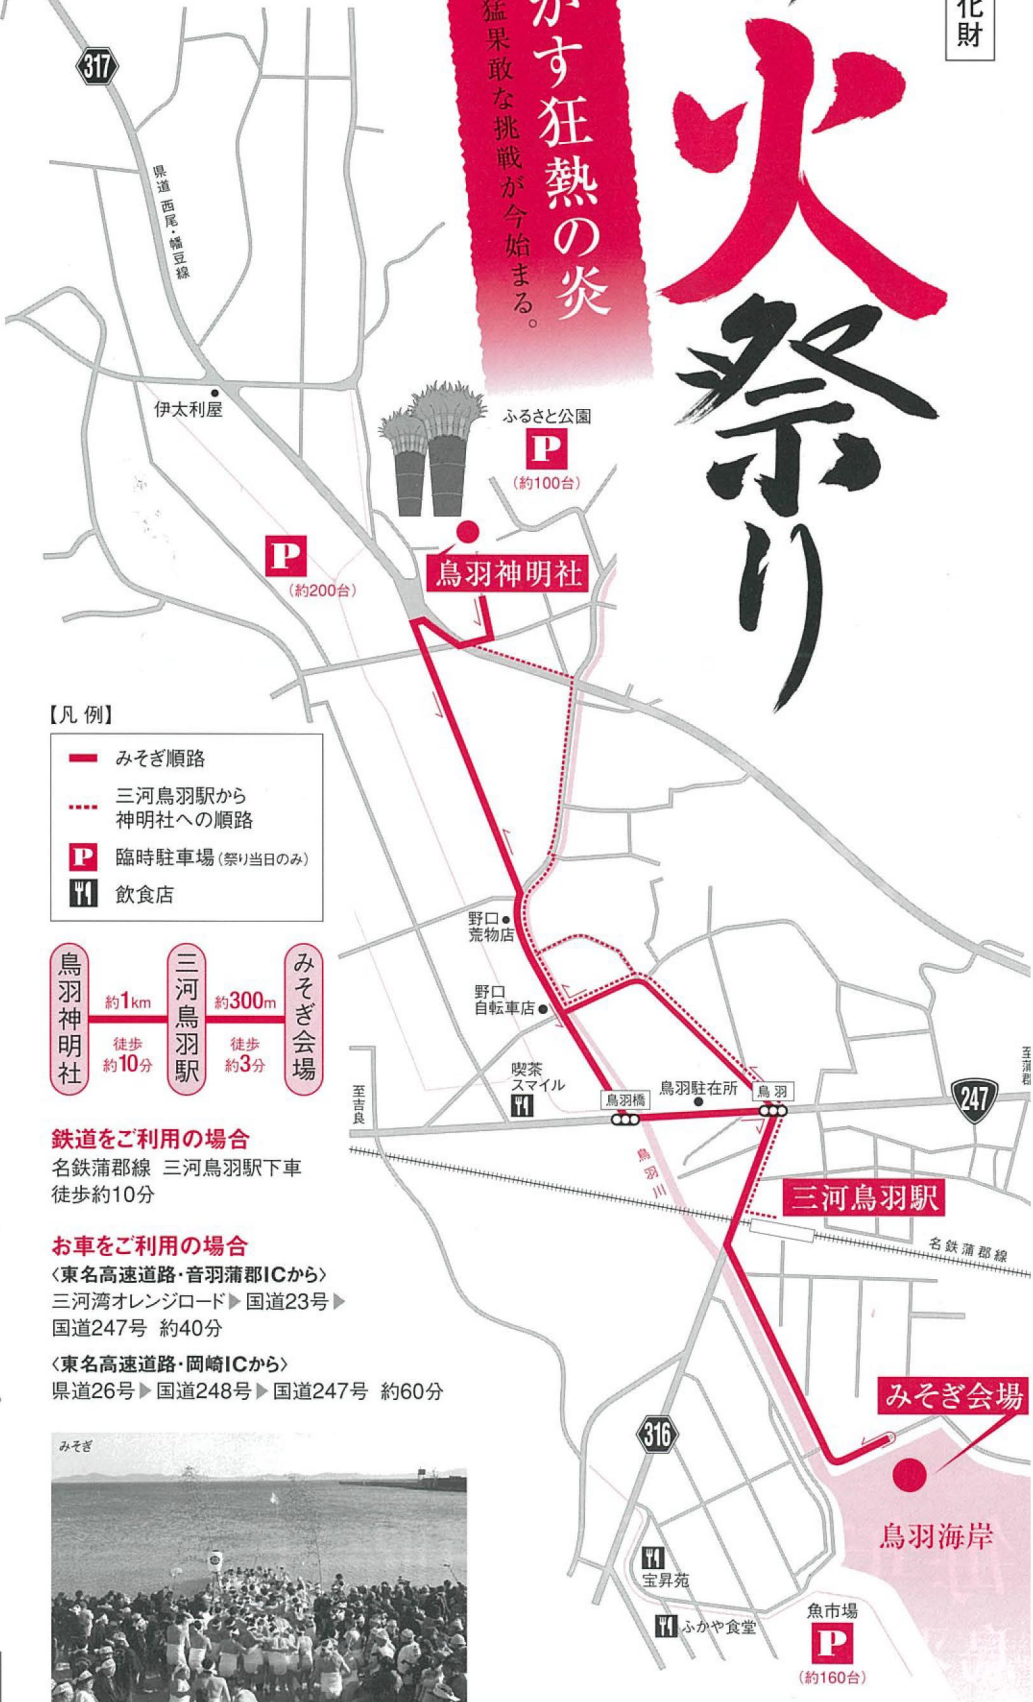 化財
火祭り
がす狂熱の炎
猛果敢な挑戦が今始まる。
317
県道 西尾・幡豆線
伊太利屋
ふるさと公園
P
(約100台)
P
(約200台)
鳥羽神明社
【凡 例】
みそぎ順路
三河鳥羽駅から
神明社への順路
P 臨時駐車場(祭り当日のみ)
飲食店
鳥羽神明社
約1km
徒歩
約10分
三河鳥羽駅
約300m
徒歩
約3分
みそぎ会場
野口
荒物店
野口
自転車店
喫茶
スマイル
至吉良
鳥羽橋
鳥羽駐在所
鳥 羽
247
至蒲郡
鳥羽川
三河鳥羽駅
名鉄蒲郡線
鉄道をご利用の場合
名鉄蒲郡線 三河鳥羽駅下車
徒歩約10分
お車をご利用の場合
〈東名高速道路・音羽蒲郡ICから〉
三河湾オレンジロード▶国道23号▶
国道247号 約40分
〈東名高速道路・岡崎ICから〉
県道26号▶国道248号▶国道247号 約60分
みそぎ会場
316
鳥羽海岸
宝昇苑
ふかや食堂
魚市場
P
(約160台)
みそぎ